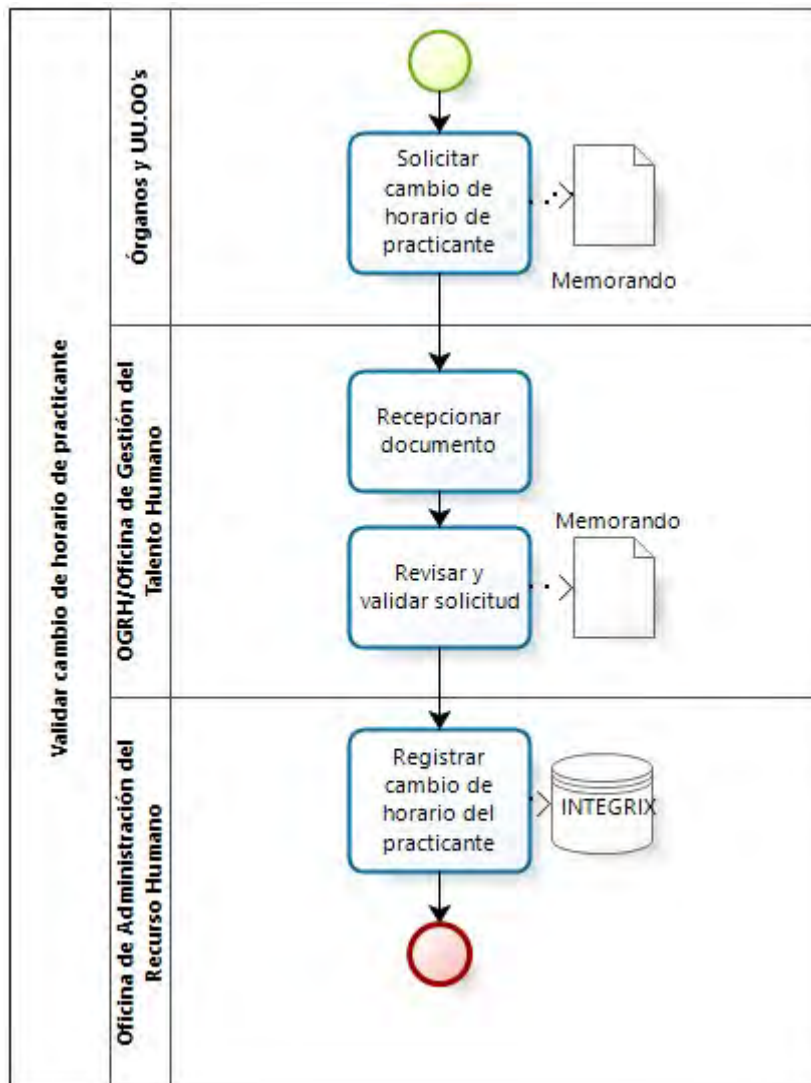 Validar cambio de horario de practicante
Órganos y UU.OO's
Solicitar
cambio de
horario de
practicante
Memorando
OGRH/Oficina de Gestión del
Talento Humano
Recepcionar
documento
Revisar y
validar solicitud
Memorando
Oficina de Administración del
Recurso Humano
Registrar
cambio de
horario del
practicante
INTEGRIX